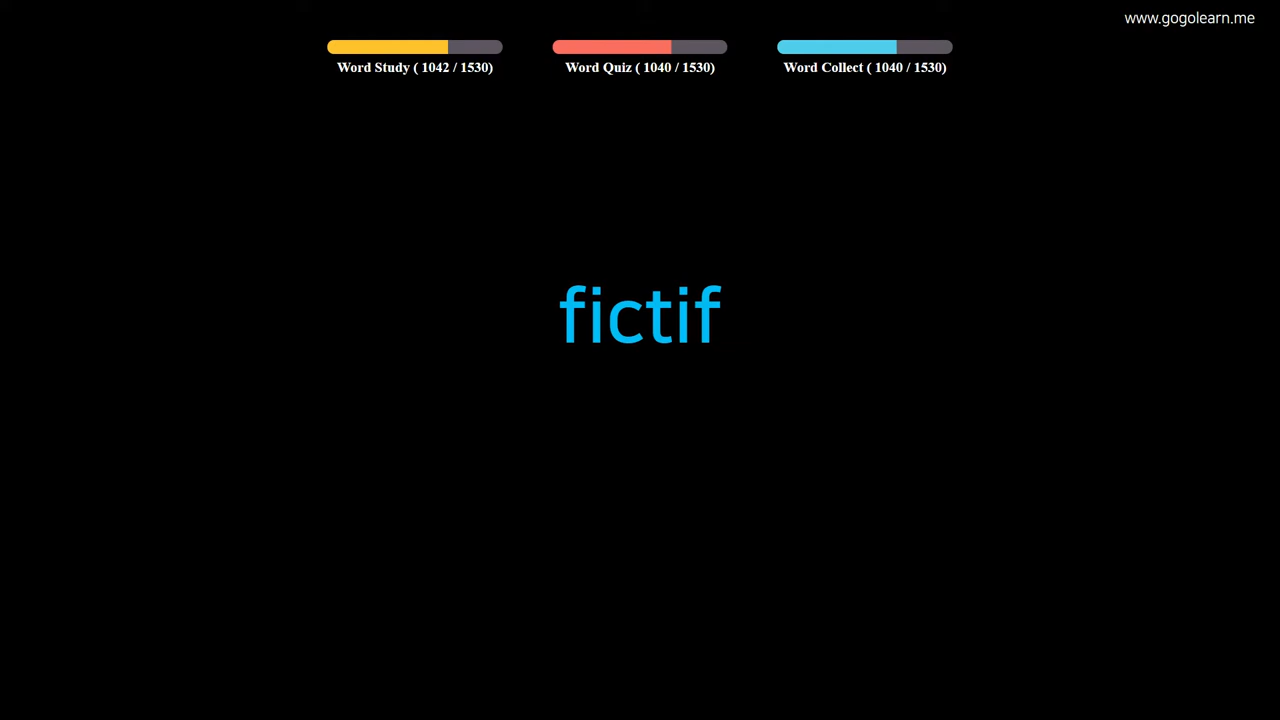 www.gogolearn.me
Word Study ( 1042 / 1530)
Word Quiz ( 1040 / 1530)
Word Collect ( 1040 / 1530)
fictif